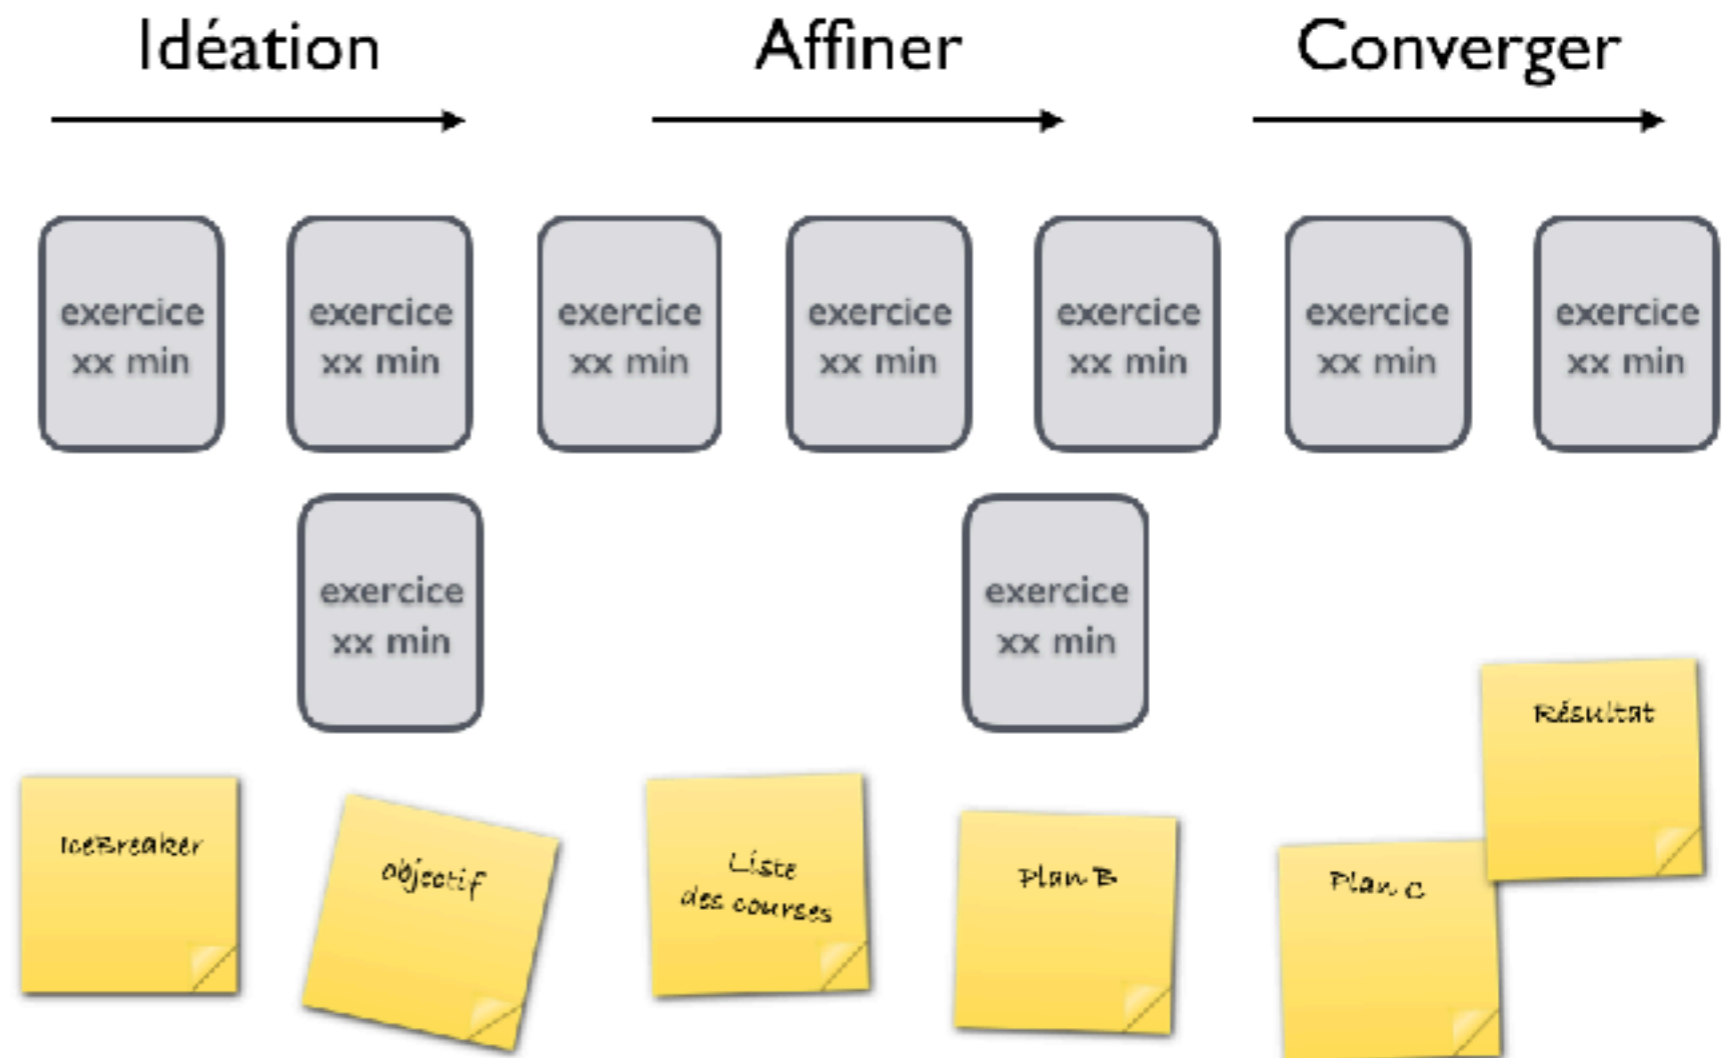 Idéation
Affiner
Converger
exercice
xx min
exercice
xx min
exercice
xx min
exercice
xx min
exercice
xx min
exercice
xx min
exercice
xx min
exercice
xx min
exercice
xx min
Résultat
IceBreaker
objectif
Liste
des courses
Plan B
Plan C